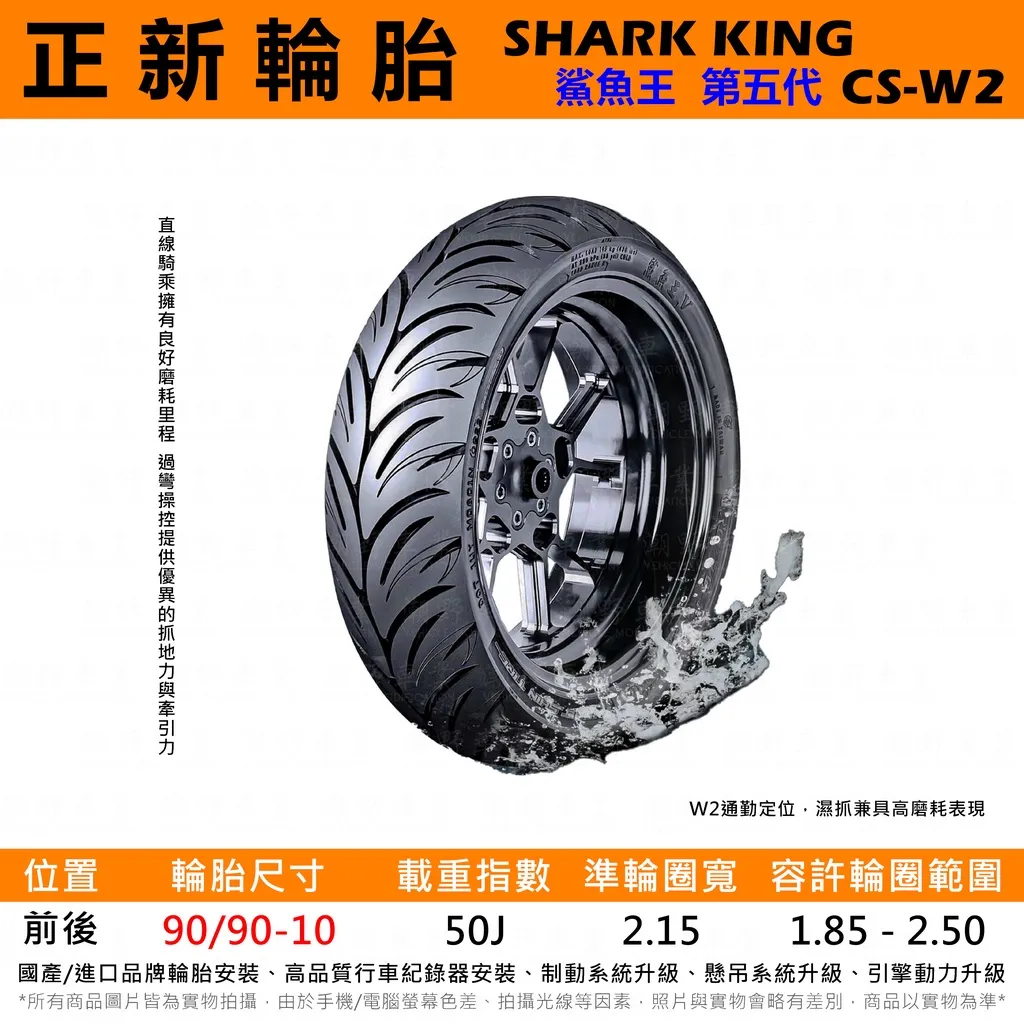 正新輪胎
SHARK KING
鯊魚王 第五代 CS-W2
直線騎乘擁有良好磨耗里程 過彎操控提供優異的抓地力與牽引力
W2通勤定位，濕抓兼具高磨耗表現
位置 輪胎尺寸 載重指數 準輪圈寬 容許輪圈範圍
前後 90/90-10 50J 2.15 1.85 - 2.50
國產/進口品牌輪胎安裝、高品質行車紀錄器安裝、制動系統升級、懸吊系統升級、引擎動力升級
*所有商品圖片皆為實物拍攝，由於手機/電腦螢幕色差、拍攝光線等因素，照片與實物會略有差別，商品以實物為準*